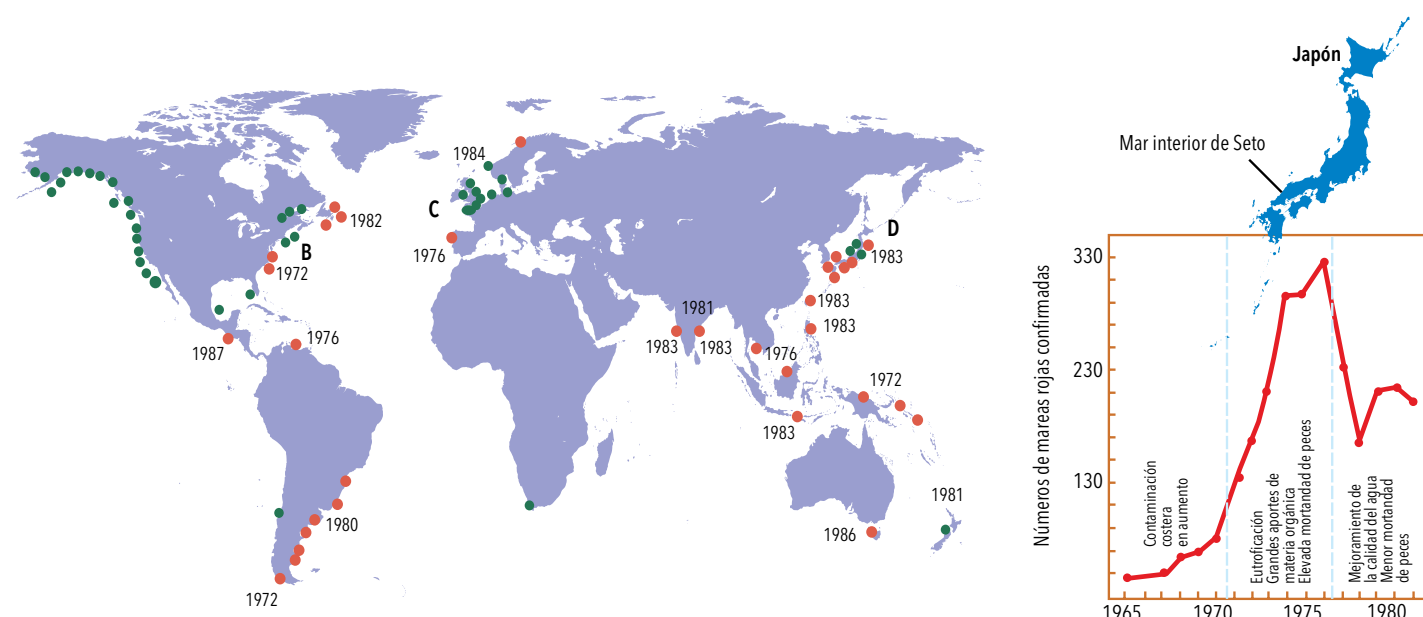 1984
C
1982
B
1972
1976
1976
1987
1980
1972
D
1983
1981
1983
1983
1983
1983
1976
1972
1983
1981
1986
Japón
Mar interior de Seto
Números de mareas rojas confirmadas
330
230
130
Contaminación
costera
en aumento
Eutroficación
Grandes aportes de
materia orgánica
Elevada mortandad de peces
Mejoramiento de
la calidad del agua
Menor mortandad
de peces
1965
1970
1975
1980